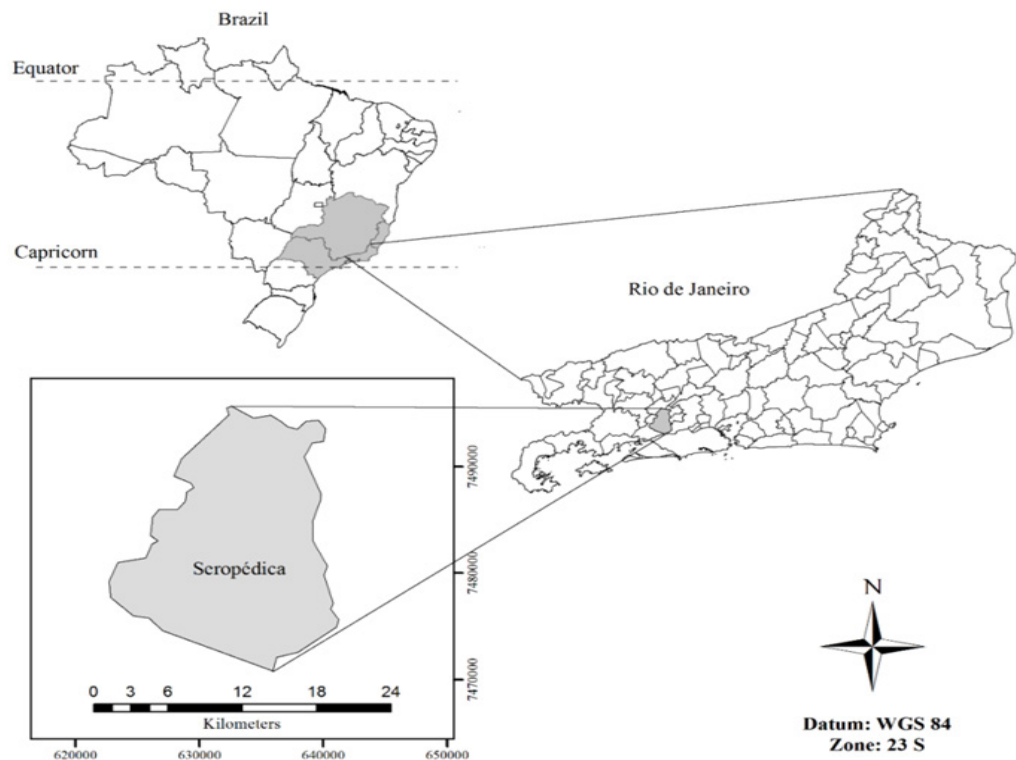 Brazil
Equator
Capricorn
Rio de Janeiro
Seropédica
7490000
7480000
7470000
0 3 6 12 18 24
Kilometers
620000 630000 640000 650000
N
Datum: WGS 84
Zone: 23 S